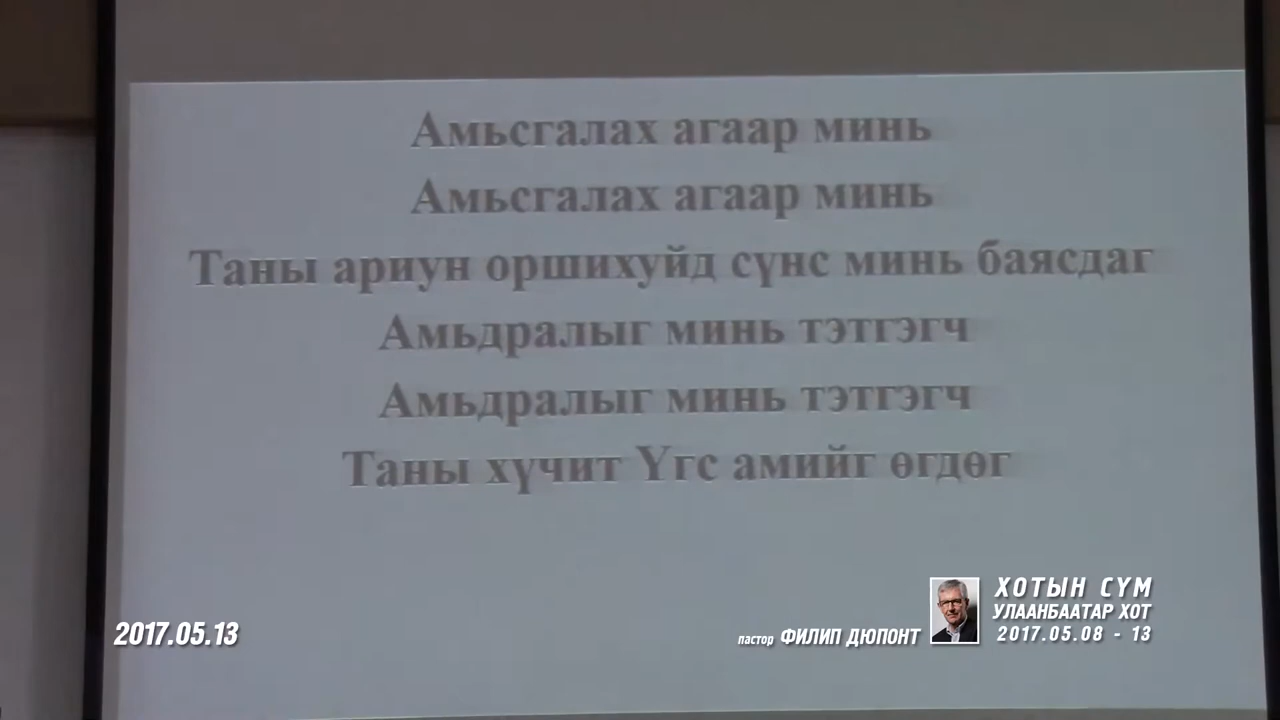 Амьсгалах агаар минь
Амьсгалах агаар минь
Таны ариун оршихуйд сүнс минь баясдаг
Амьдралыг минь тэтгэгч
Амьдралыг минь тэтгэгч
Таны хүчит Үгс амийг өгдөг
2017.05.13
пастор ФИЛИП ДЮПОНТ
ХОТЫН СҮМ
УЛААНБААТАР ХОТ
2017.05.08 - 13